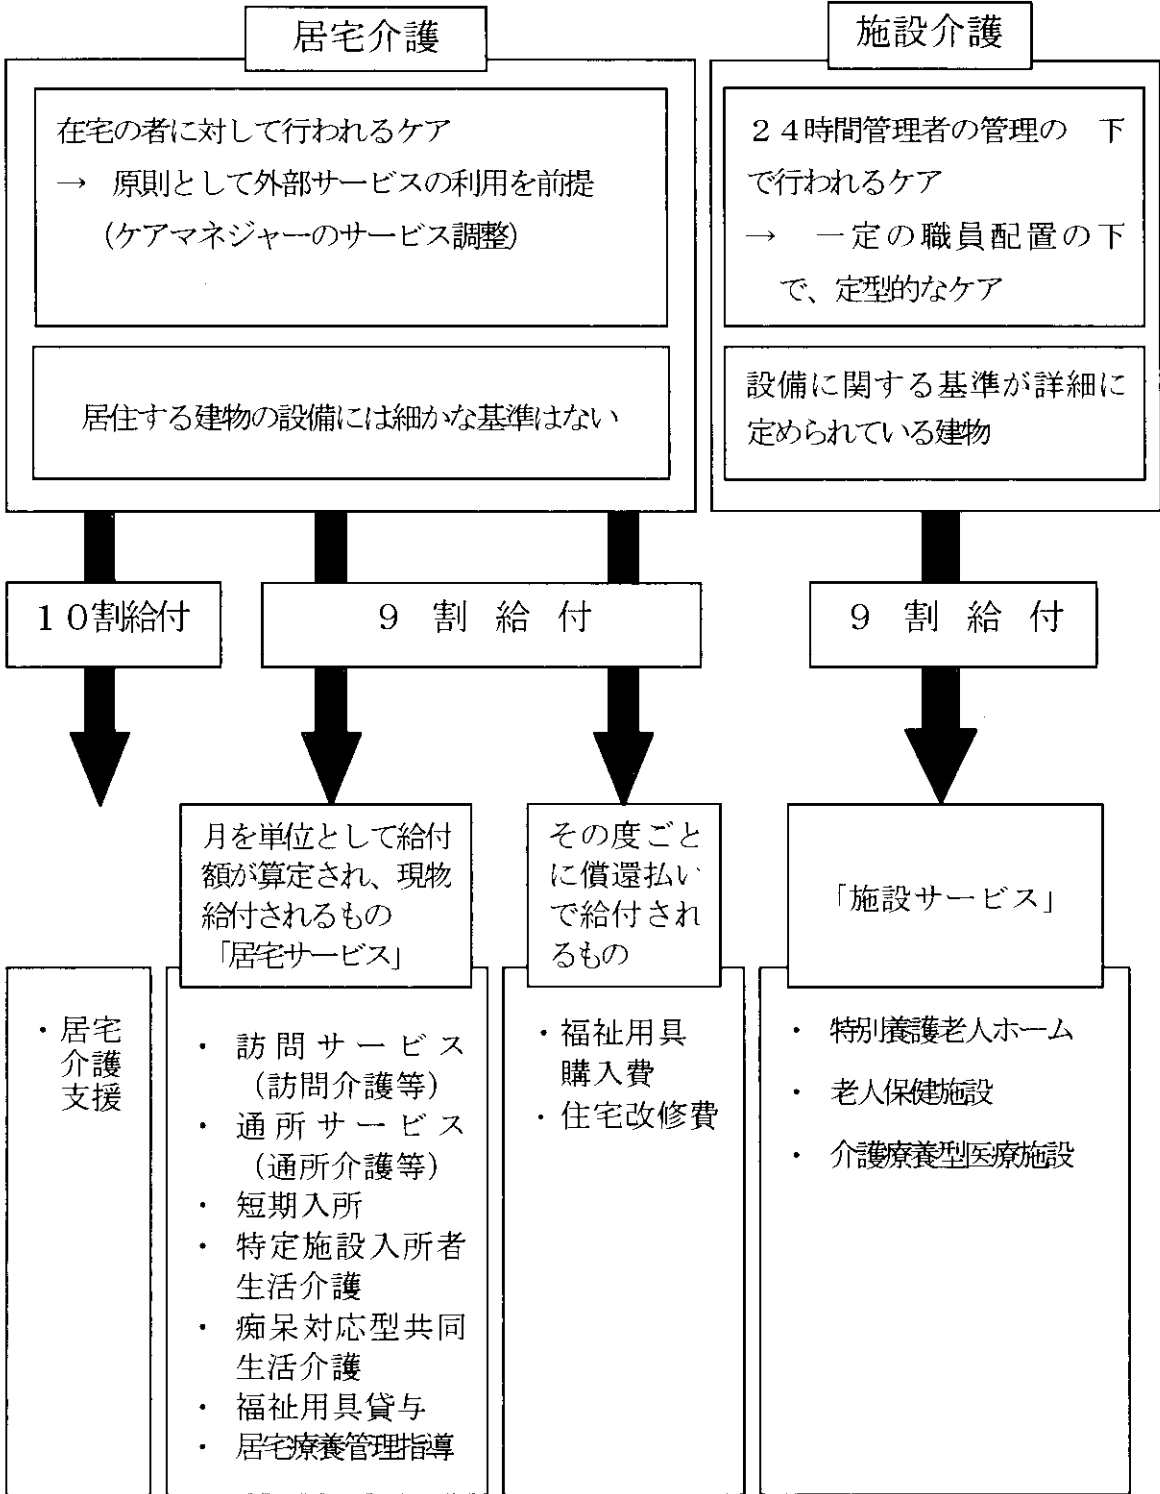 居宅介護
施設介護
在宅の者に対して行われるケア
→ 原則として外部サービスの利用を前提
(ケアマネジャーのサービス調整)
居住する建物の設備には細かな基準はない
24時間管理者の管理の 下
で行われるケア
→ 一定の職員配置の下
で、定型的なケア
設備に関する基準が詳細に
定められている建物
10割給付
9 割 給 付
9 割 給 付
月を単位として給付
額が算定され、現物
給付されるもの
「居宅サービス」
その度ごと
に償還払い
で給付され
るもの
「施設サービス」
・居宅
介護
支援
・ 訪問サービス
(訪問介護等)
・ 通所サービス
(通所介護等)
・ 短期入所
・ 特定施設入所者
生活介護
・ 痴呆対応型共同
生活介護
・ 福祉用具貸与
・ 居宅療養管理指導
・福祉用具
購入費
・住宅改修費
・ 特別養護老人ホーム
・ 老人保健施設
・ 介護療養型医療施設